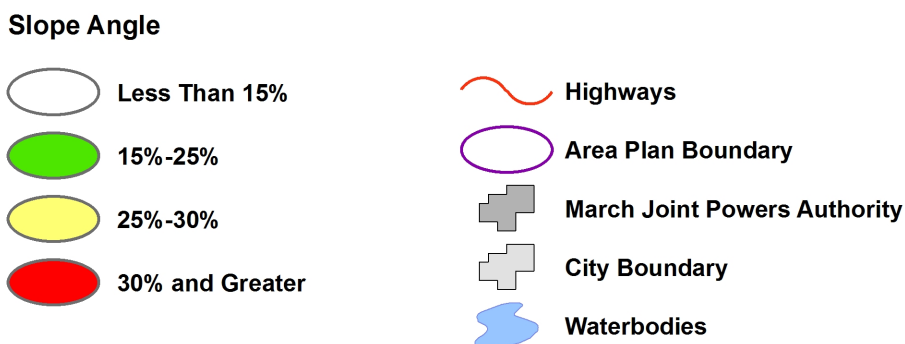 Slope Angle
Less Than 15%
15%-25%
25%-30%
30% and Greater
Highways
Area Plan Boundary
March Joint Powers Authority
City Boundary
Waterbodies